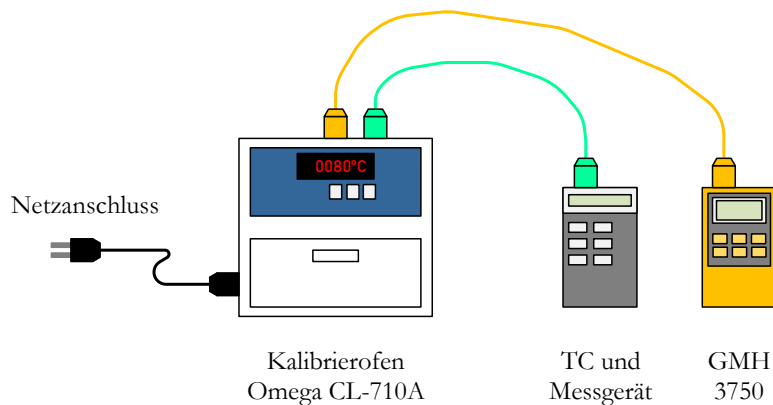 0080°C
Netzanschluss
Kalibrierofen
Omega CL-710A
TC und
Messgerät
GMH
3750